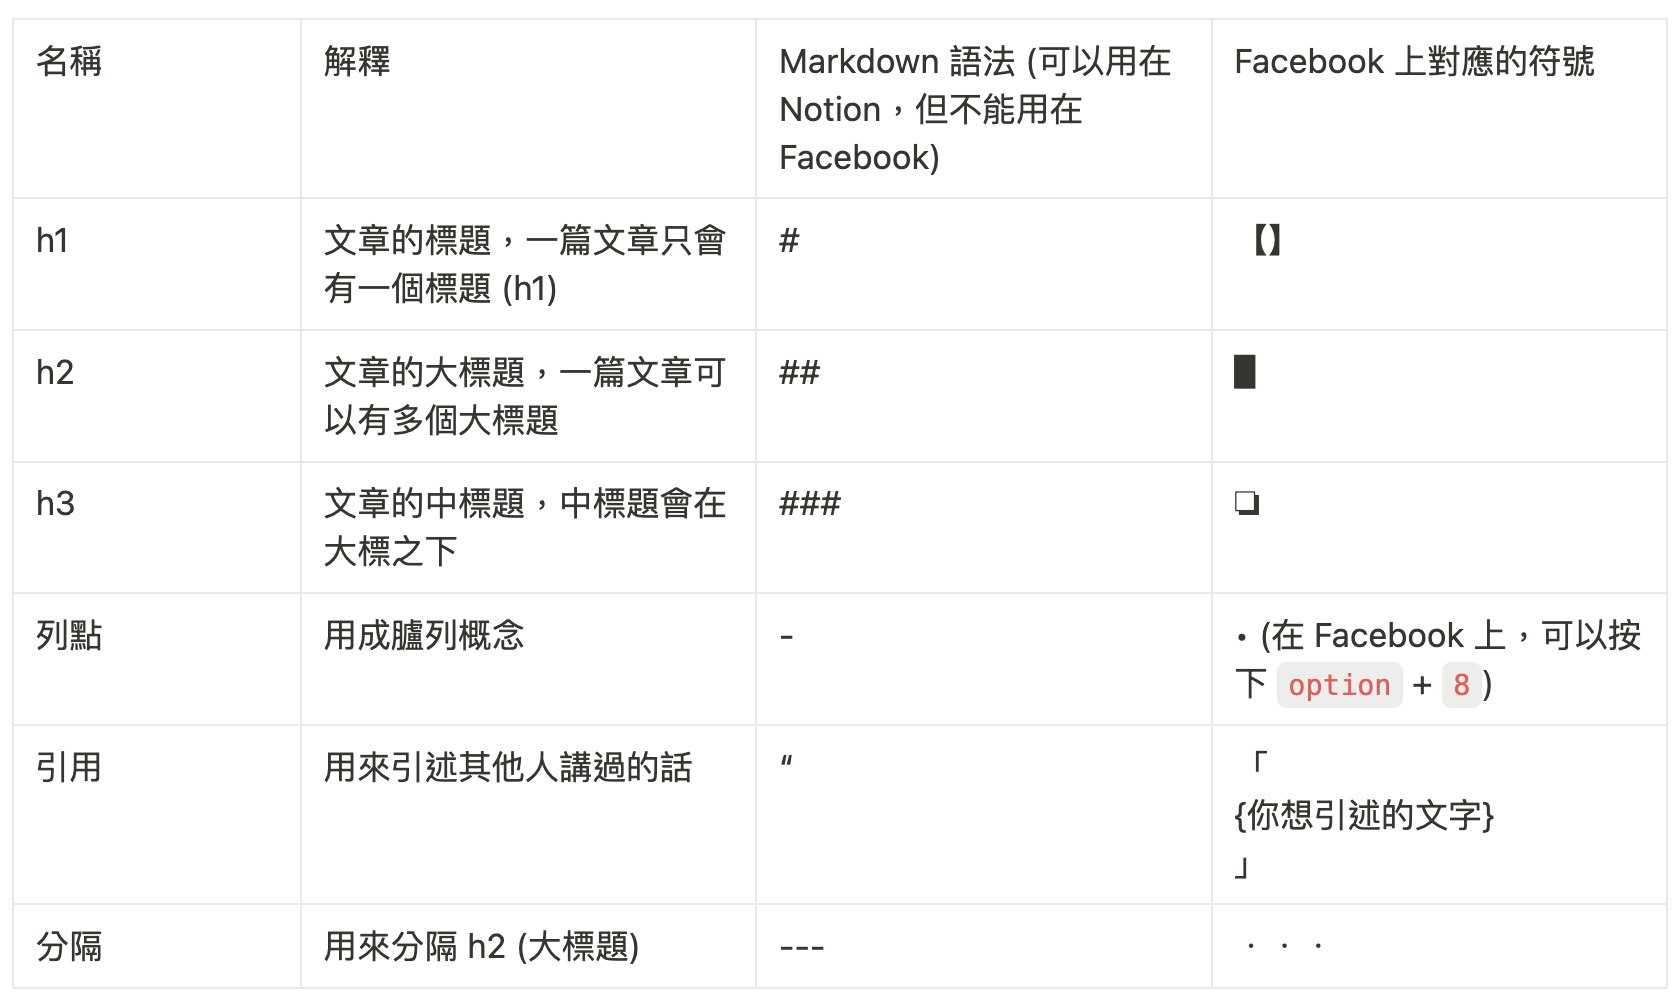 名稱
解釋
Markdown 語法 (可以用在
Notion，但不能用在
Facebook)
Facebook 上對應的符號
h1
文章的標題，一篇文章只會
有一個標題 (h1)
#
【】
h2
文章的大標題，一篇文章可
以有多個大標題
##
█
h3
文章的中標題，中標題會在
大標之下
###
❏
列點
用成臚列概念
-
• (在 Facebook 上，可以按
下 option + 8)
引用
用來引述其他人講過的話
“
「
{你想引述的文字}
」
分隔
用來分隔 h2 (大標題)
---
· · ·